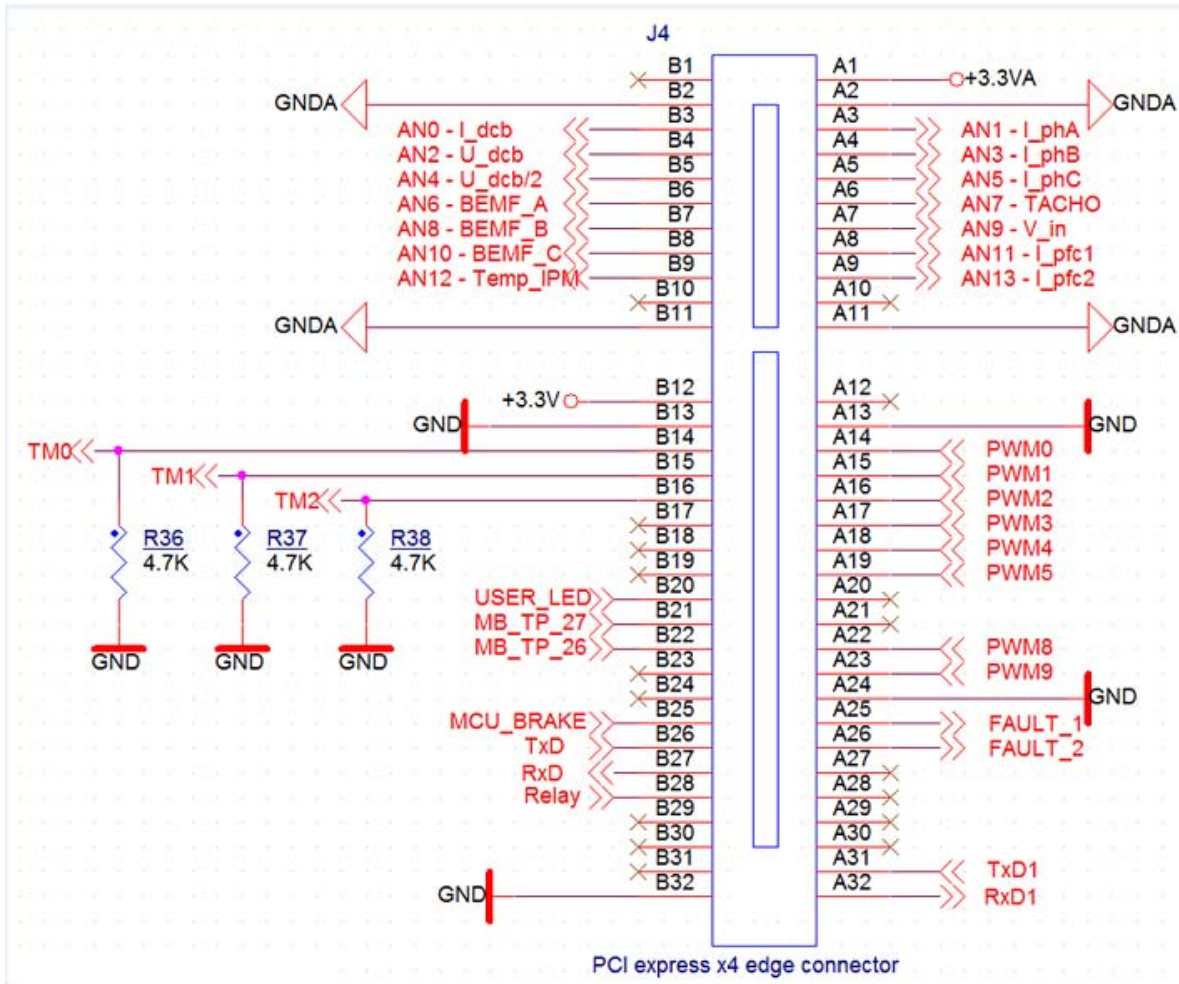 J4
B1 A1 +3.3VA
GNDA B2 A2 GNDA
AN0 - I_dcb B3 A3 AN1 - I_phA
AN2 - U_dcb B4 A4 AN3 - I_phB
AN4 - U_dcb/2 B5 A5 AN5 - I_phC
AN6 - BEMF_A B6 A6 AN7 - TACHO
AN8 - BEMF_B B7 A7 AN9 - V_in
AN10 - BEMF_C B8 A8 AN11 - I_pfc1
AN12 - Temp_IPM B9 A9 AN13 - I_pfc2
B10 A10
GNDA B11 A11 GNDA
+3.3V B12 A12
GND B13 A13 GND
TM0 B14 A14 PWM0
TM1 B15 A15 PWM1
TM2 B16 A16 PWM2
B17 A17 PWM3
R36 R37 R38 B18 A18 PWM4
4.7K 4.7K 4.7K B19 A19 PWM5
USER_LED B20 A20
MB_TP_27 B21 A21
MB_TP_26 B22 A22 PWM8
GND GND GND B23 A23 PWM9
B24 A24 GND
MCU_BRAKE B25 A25 FAULT_1
TxD B26 A26 FAULT_2
RxD B27 A27
Relay B28 A28
B29 A29
B30 A30
B31 A31 TxD1
GND B32 A32 RxD1
PCI express x4 edge connector